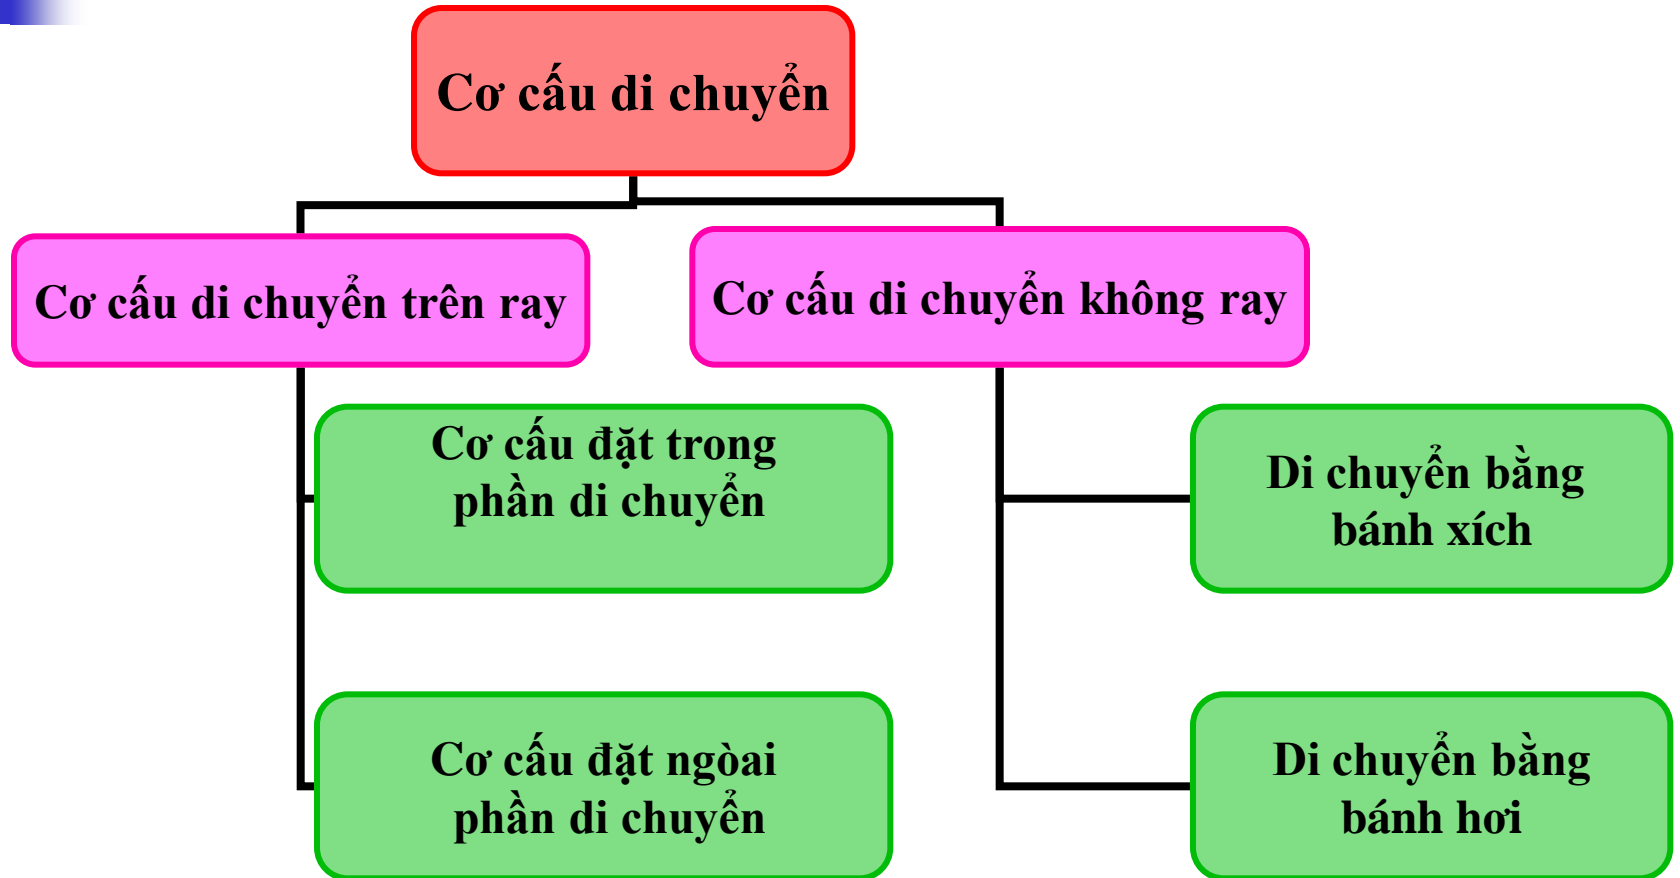 Cơ cấu di chuyển
Cơ cấu di chuyển trên ray
Cơ cấu di chuyển không ray
Cơ cấu đặt trong
phần di chuyển
Cơ cấu đặt ngòai
phần di chuyển
Di chuyển bằng
bánh xích
Di chuyển bằng
bánh hơi